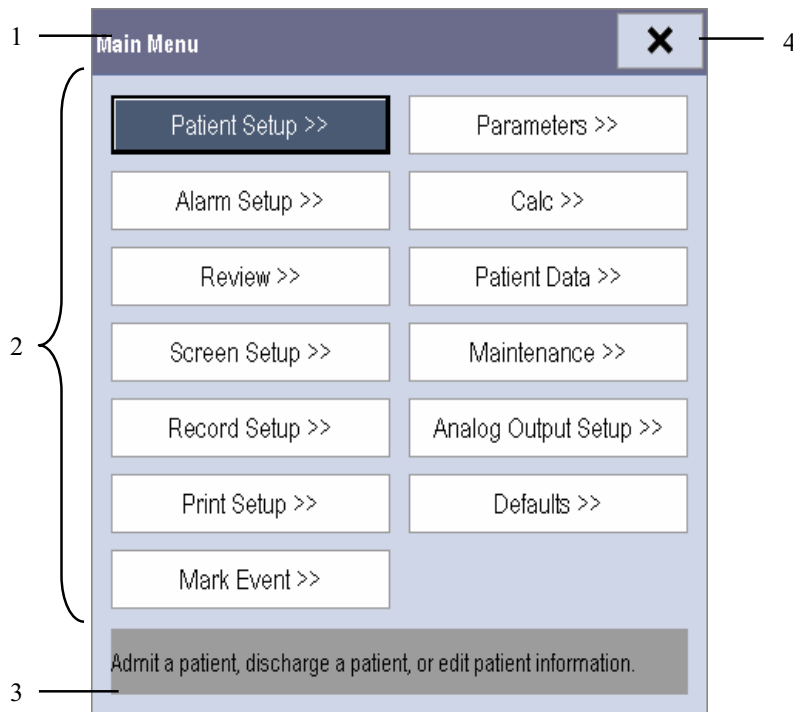 1
Main Menu
4
2
Patient Setup >>
Parameters >>
Alarm Setup >>
Calc >>
Review >>
Patient Data >>
Screen Setup >>
Maintenance >>
Record Setup >>
Analog Output Setup >>
Print Setup >>
Defaults >>
Mark Event >>
Admit a patient, discharge a patient, or edit patient information.
3